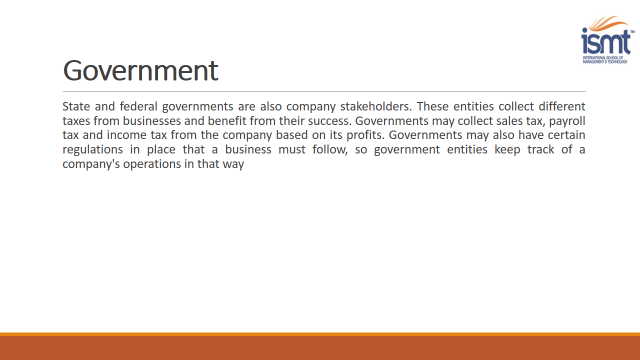 ismt
INTERNATIONAL SCHOOL OF
MANAGEMENT & TECHNOLOGY
Government
State and federal governments are also company stakeholders. These entities collect different
taxes from businesses and benefit from their success. Governments may collect sales tax, payroll
tax and income tax from the company based on its profits. Governments may also have certain
regulations in place that a business must follow, so government entities keep track of a
company's operations in that way